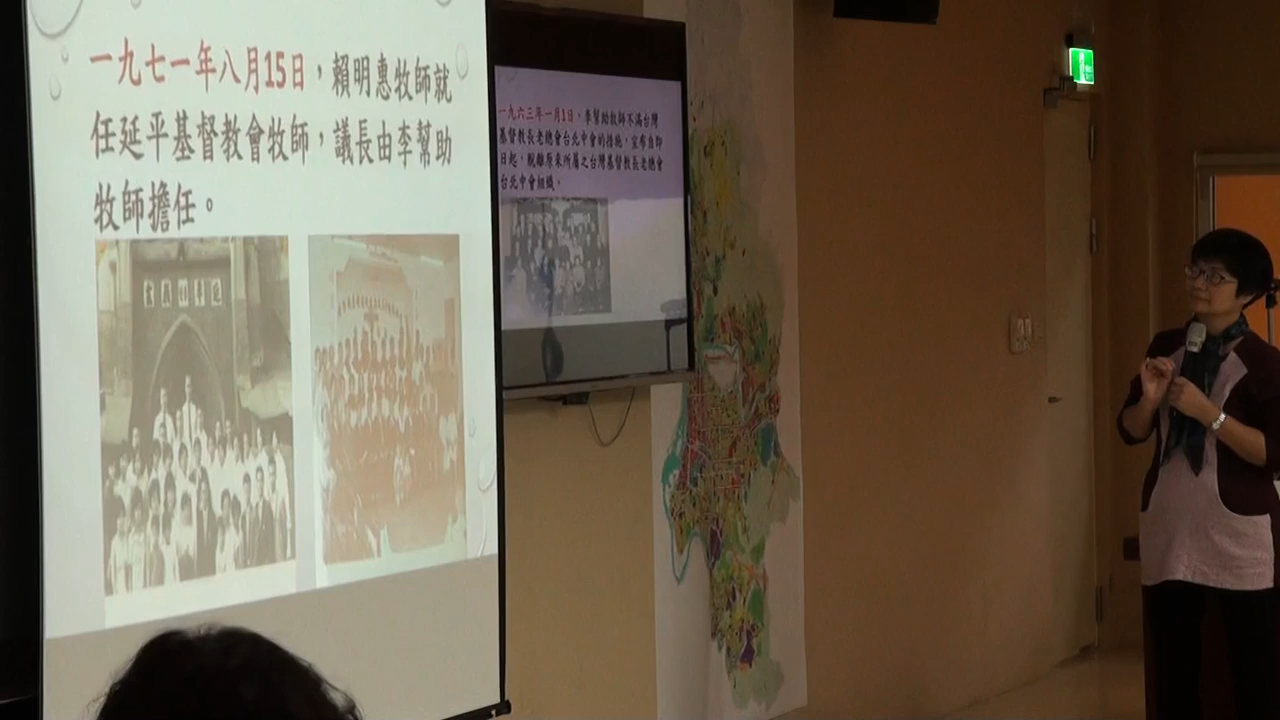 一九七一年八月15日，賴明惠牧師就
任延平基督教會牧師，議長由李幫助
牧師擔任。
一九六三年一月1日，李幫助牧師不滿台灣
基督教長老總會台北中會的措施，宣布自即
日起，脫離原來所屬之台灣基督教長老總會
台北中會組織。